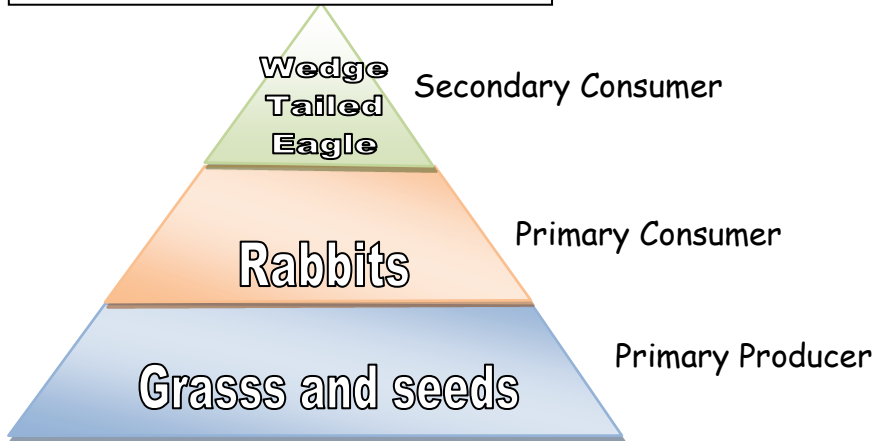 Wedge
Tailed
Eagle
Secondary Consumer
Rabbits
Primary Consumer
Grasss and seeds
Primary Producer